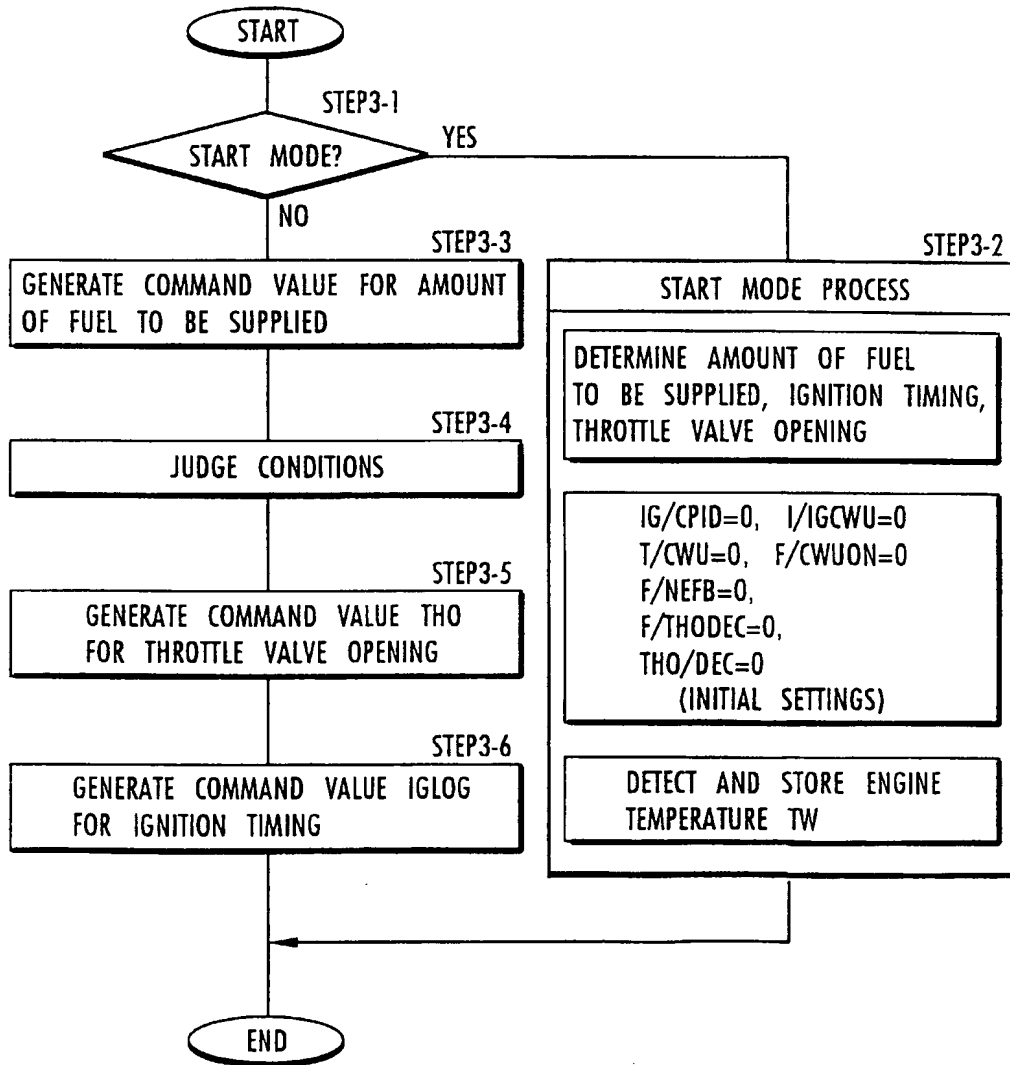 START
STEP3-1
START MODE?
YES
NO
STEP3-3
GENERATE COMMAND VALUE FOR AMOUNT
OF FUEL TO BE SUPPLIED
STEP3-4
JUDGE CONDITIONS
STEP3-5
GENERATE COMMAND VALUE THO
FOR THROTTLE VALVE OPENING
STEP3-6
GENERATE COMMAND VALUE IGLOG
FOR IGNITION TIMING
STEP3-2
START MODE PROCESS
DETERMINE AMOUNT OF FUEL
TO BE SUPPLIED, IGNITION TIMING,
THROTTLE VALVE OPENING
IG/CPID=0, I/IGCWU=0
T/CWU=0, F/CWUON=0
F/NEFB=0,
F/THODEC=0,
THO/DEC=0
(INITIAL SETTINGS)
DETECT AND STORE ENGINE
TEMPERATURE TW
END